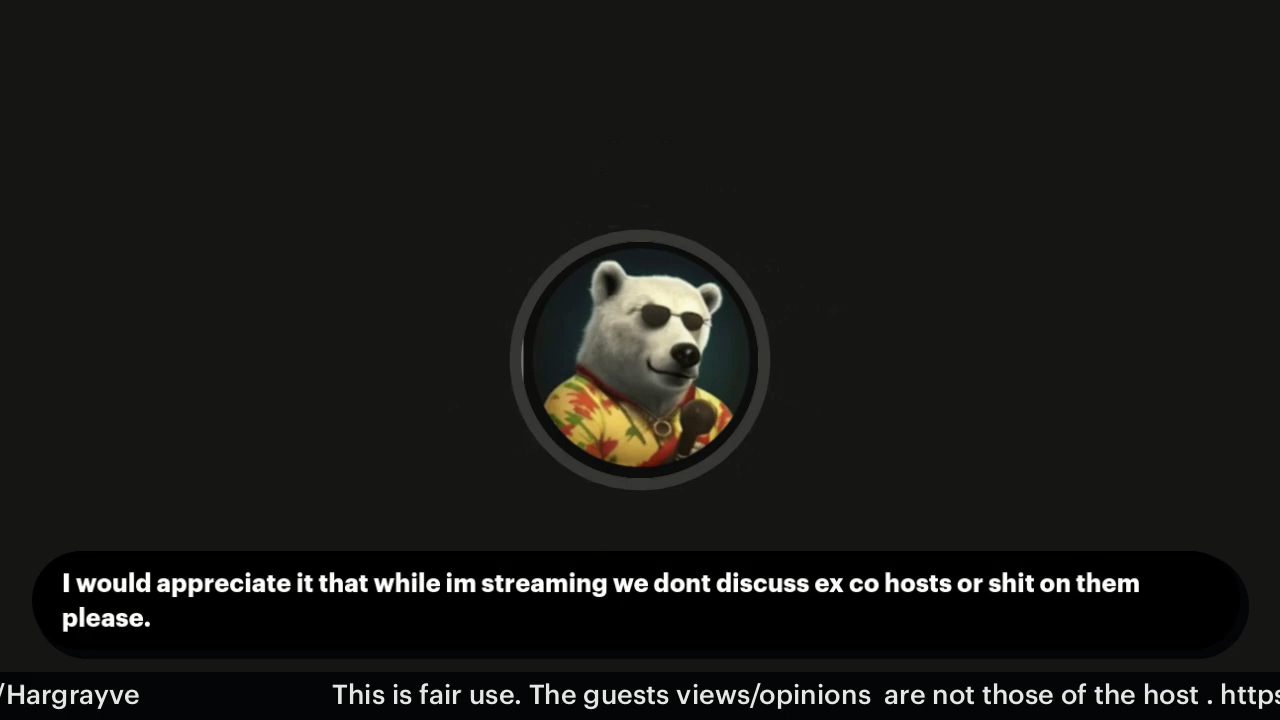 I would appreciate it that while im streaming we dont discuss ex co hosts or shit on them
please.
/Hargrayve This is fair use. The guests views/opinions are not those of the host . https